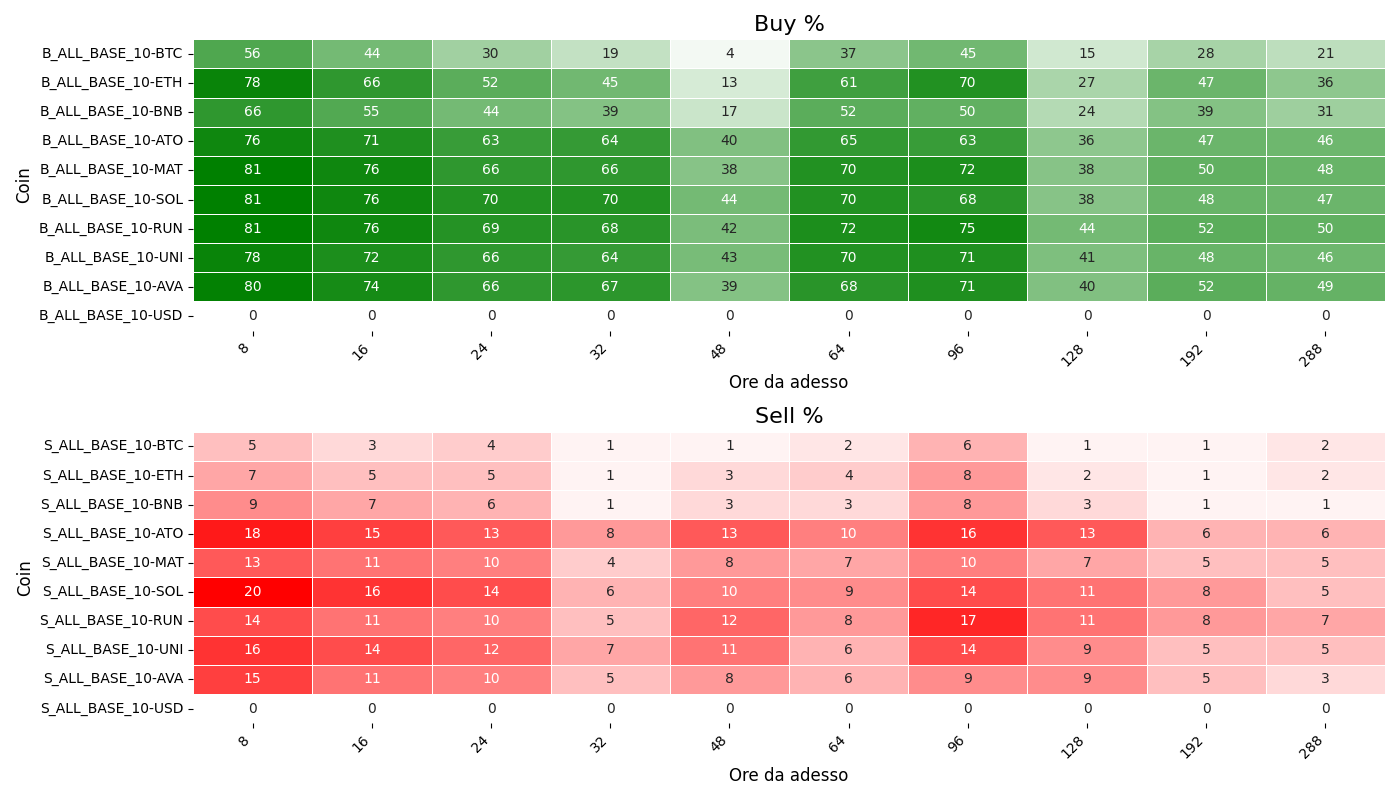 Buy %
Coin
B_ALL_BASE_10-BTC 56 44 30 19 4 37 45 15 28 21
B_ALL_BASE_10-ETH 78 66 52 45 13 61 70 27 47 36
B_ALL_BASE_10-BNB 66 55 44 39 17 52 50 24 39 31
B_ALL_BASE_10-ATO 76 71 63 64 40 65 63 36 47 46
B_ALL_BASE_10-MAT 81 76 66 66 38 70 72 38 50 48
B_ALL_BASE_10-SOL 81 76 70 70 44 70 68 38 48 47
B_ALL_BASE_10-RUN 81 76 69 68 42 72 75 44 52 50
B_ALL_BASE_10-UNI 78 72 66 64 43 70 71 41 48 46
B_ALL_BASE_10-AVA 80 74 66 67 39 68 71 40 52 49
B_ALL_BASE_10-USD 0 0 0 0 0 0 0 0 0 0
8 16 24 32 48 64 96 128 192 288
Ore da adesso
Sell %
Coin
S_ALL_BASE_10-BTC 5 3 4 1 1 2 6 1 1 2
S_ALL_BASE_10-ETH 7 5 5 1 3 4 8 2 1 2
S_ALL_BASE_10-BNB 9 7 6 1 3 3 8 3 1 1
S_ALL_BASE_10-ATO 18 15 13 8 13 10 16 13 6 6
S_ALL_BASE_10-MAT 13 11 10 4 8 7 10 7 5 5
S_ALL_BASE_10-SOL 20 16 14 6 10 9 14 11 8 5
S_ALL_BASE_10-RUN 14 11 10 5 12 8 17 11 8 7
S_ALL_BASE_10-UNI 16 14 12 7 11 6 14 9 5 5
S_ALL_BASE_10-AVA 15 11 10 5 8 6 9 9 5 3
S_ALL_BASE_10-USD 0 0 0 0 0 0 0 0 0 0
8 16 24 32 48 64 96 128 192 288
Ore da adesso